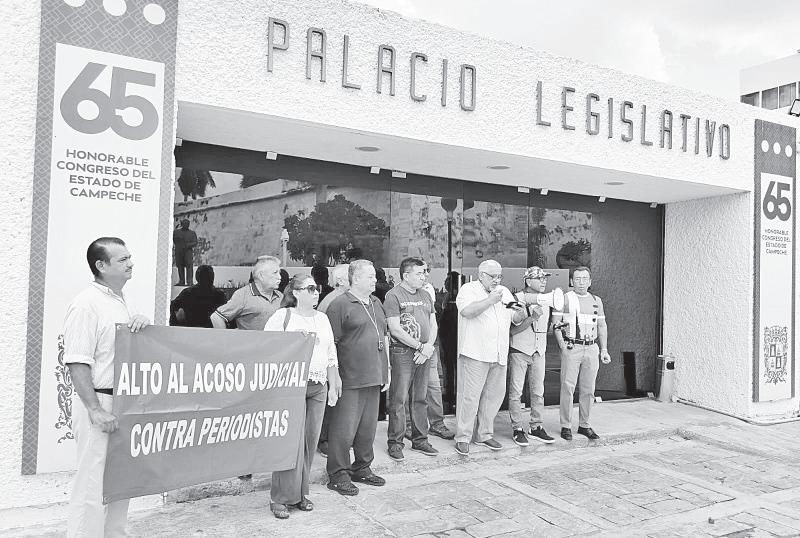 PALACIO LEGISLATIVO
65
HONORABLE
CONGRESO DEL
ESTADO DE
CAMPECHE
65
HONORABLE
CONGRESO DEL
ESTADO DE
CAMPECHE
ALTO AL ACOSO JUDICIAL
CONTRA PERIODISTAS